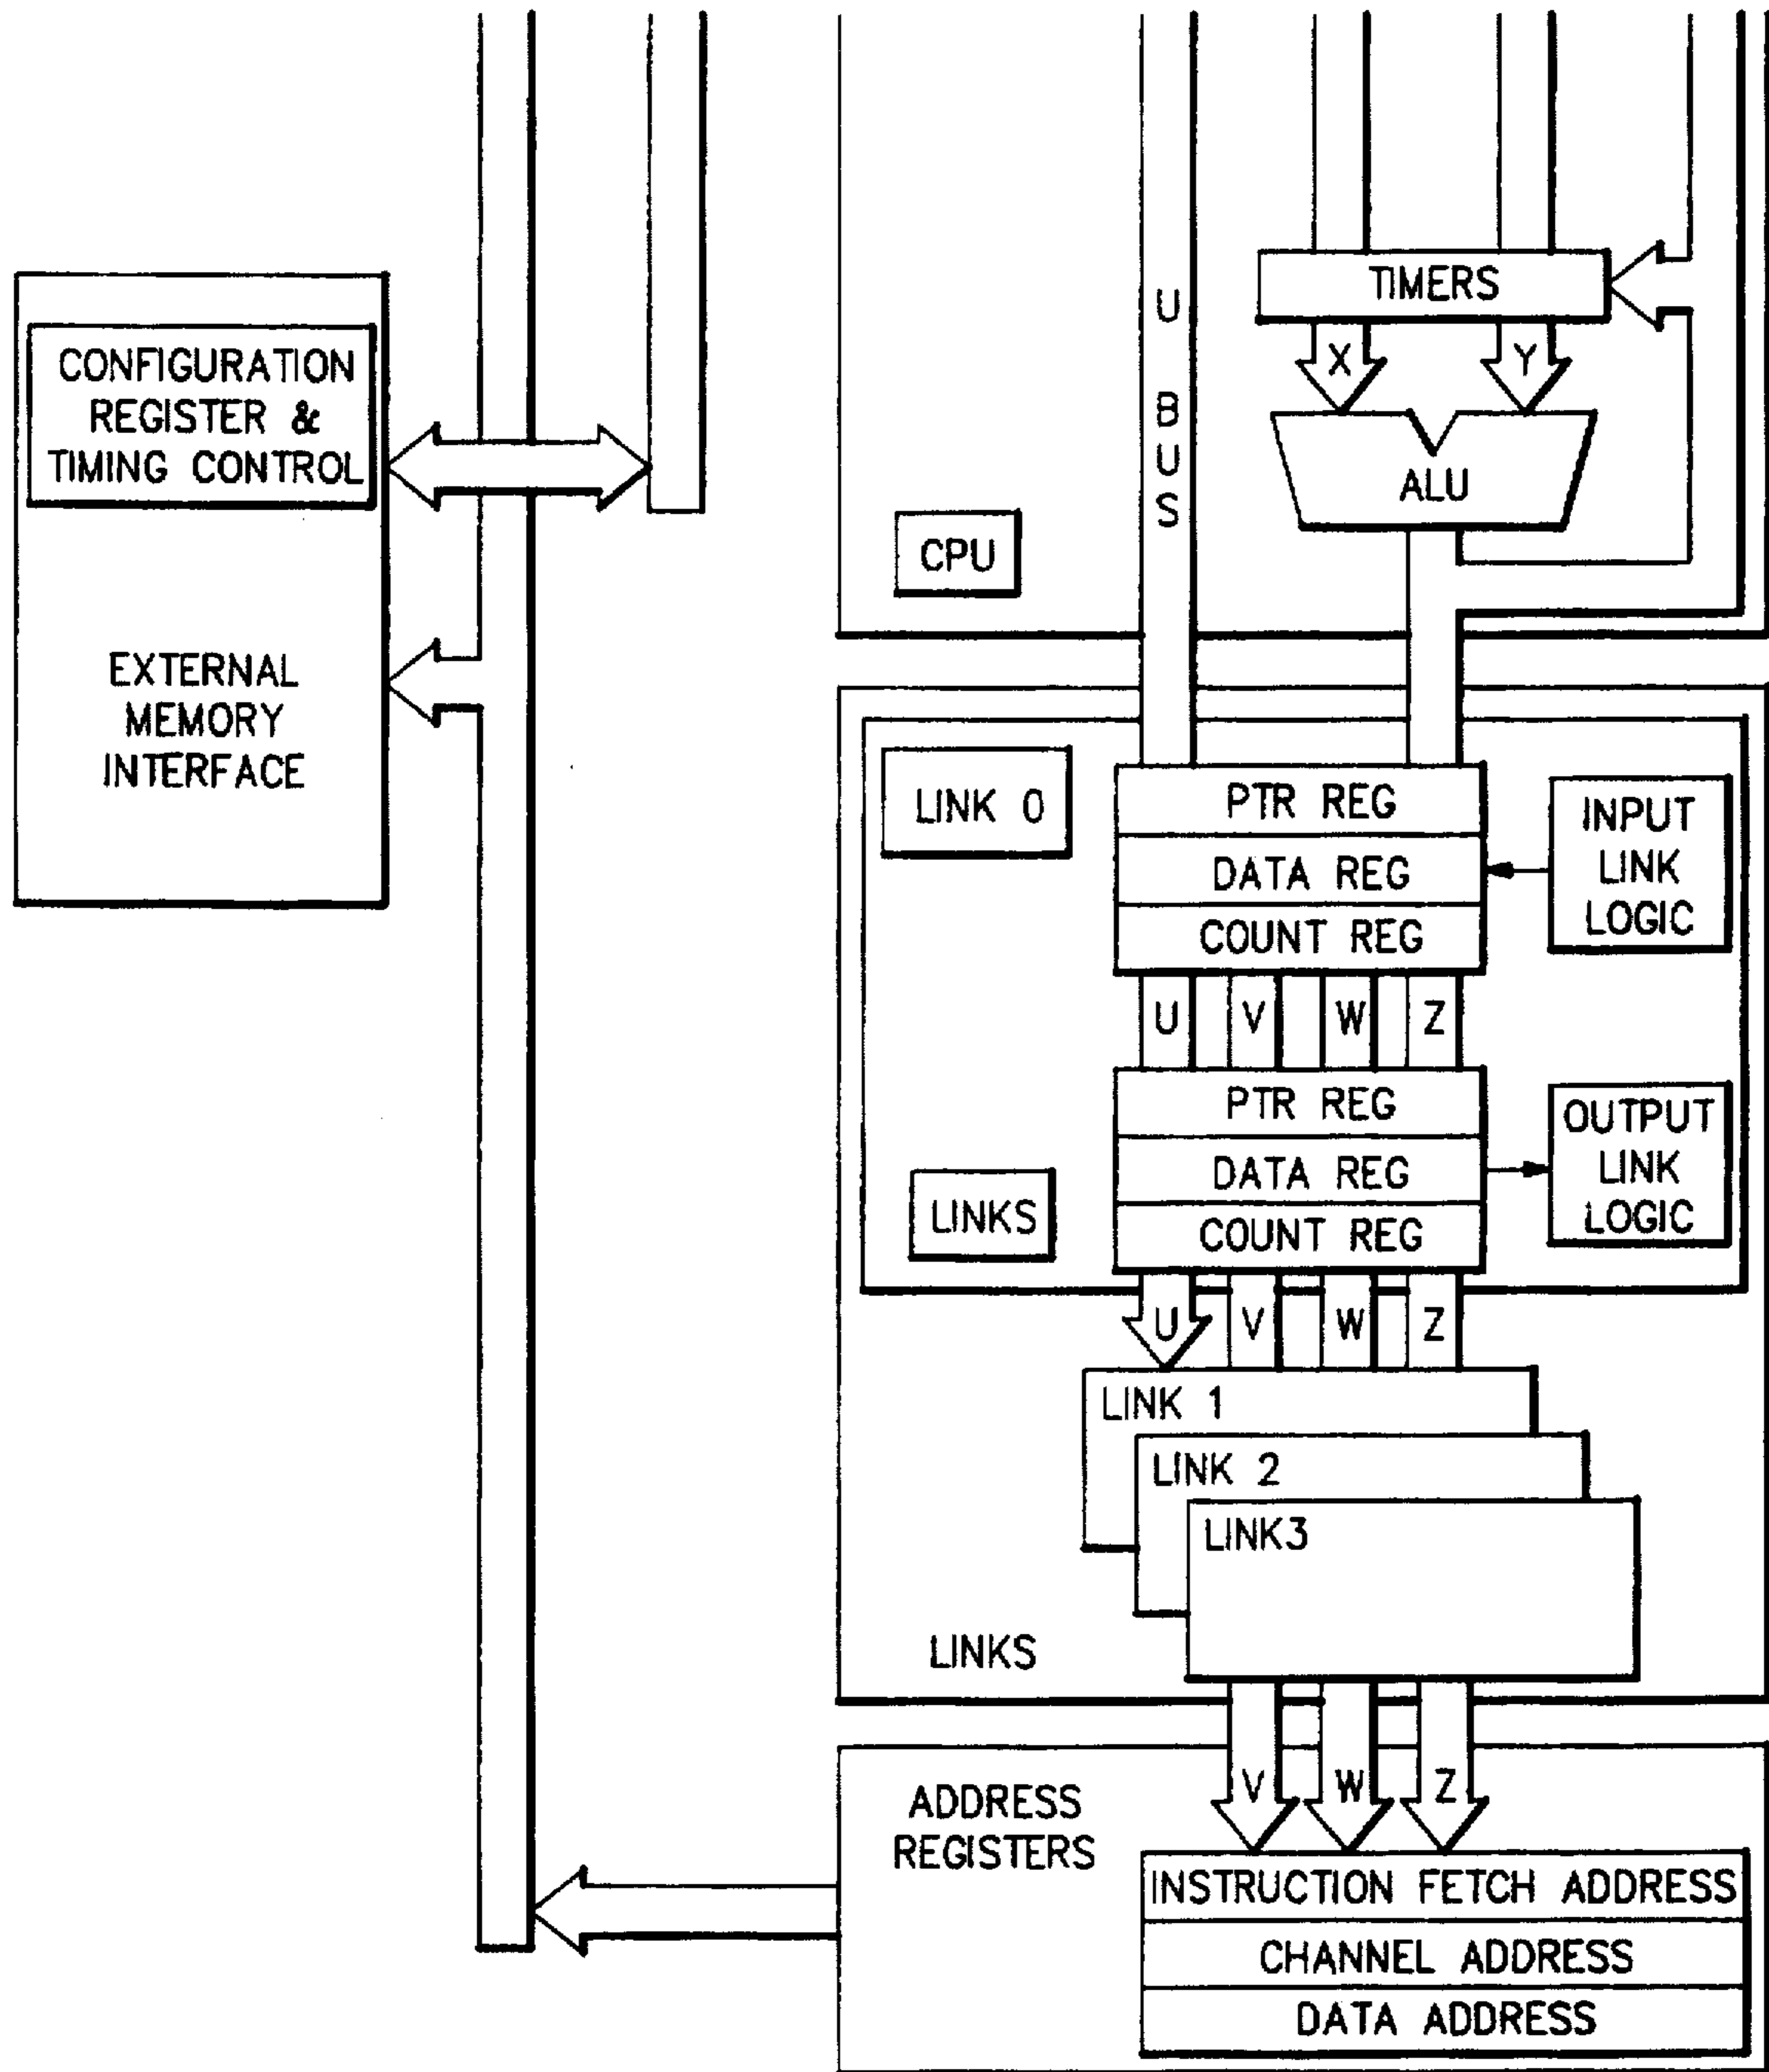 CONFIGURATION
REGISTER &
TIMING CONTROL
EXTERNAL
MEMORY
INTERFACE
U BUS
TIMERS
X
Y
ALU
CPU
LINK 0
PTR REG
DATA REG
COUNT REG
INPUT
LINK
LOGIC
U V W Z
PTR REG
DATA REG
COUNT REG
OUTPUT
LINK
LOGIC
LINKS
U V W Z
LINK 1
LINK 2
LINK3
LINKS
V W Z
ADDRESS
REGISTERS
INSTRUCTION FETCH ADDRESS
CHANNEL ADDRESS
DATA ADDRESS